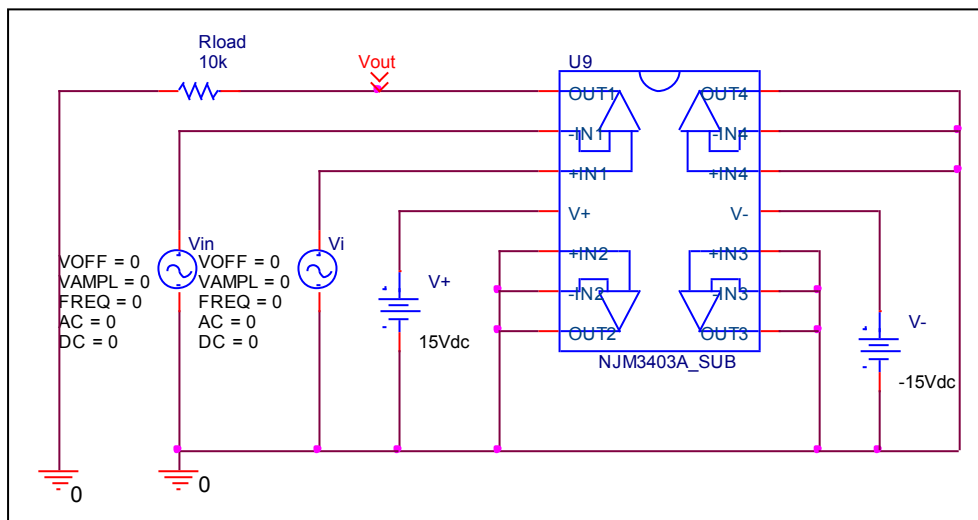 Rload
10k
Vout
U9
OUT1
-IN1
+IN1
V+
+IN2
-IN2
OUT2
OUT4
-IN4
+IN4
V-
+IN3
-IN3
OUT3
NJM3403A_SUB
Vin
VOFF = 0
VAMPL = 0
FREQ = 0
AC = 0
DC = 0
Vi
VOFF = 0
VAMPL = 0
FREQ = 0
AC = 0
DC = 0
V+
15Vdc
V-
-15Vdc
0
0